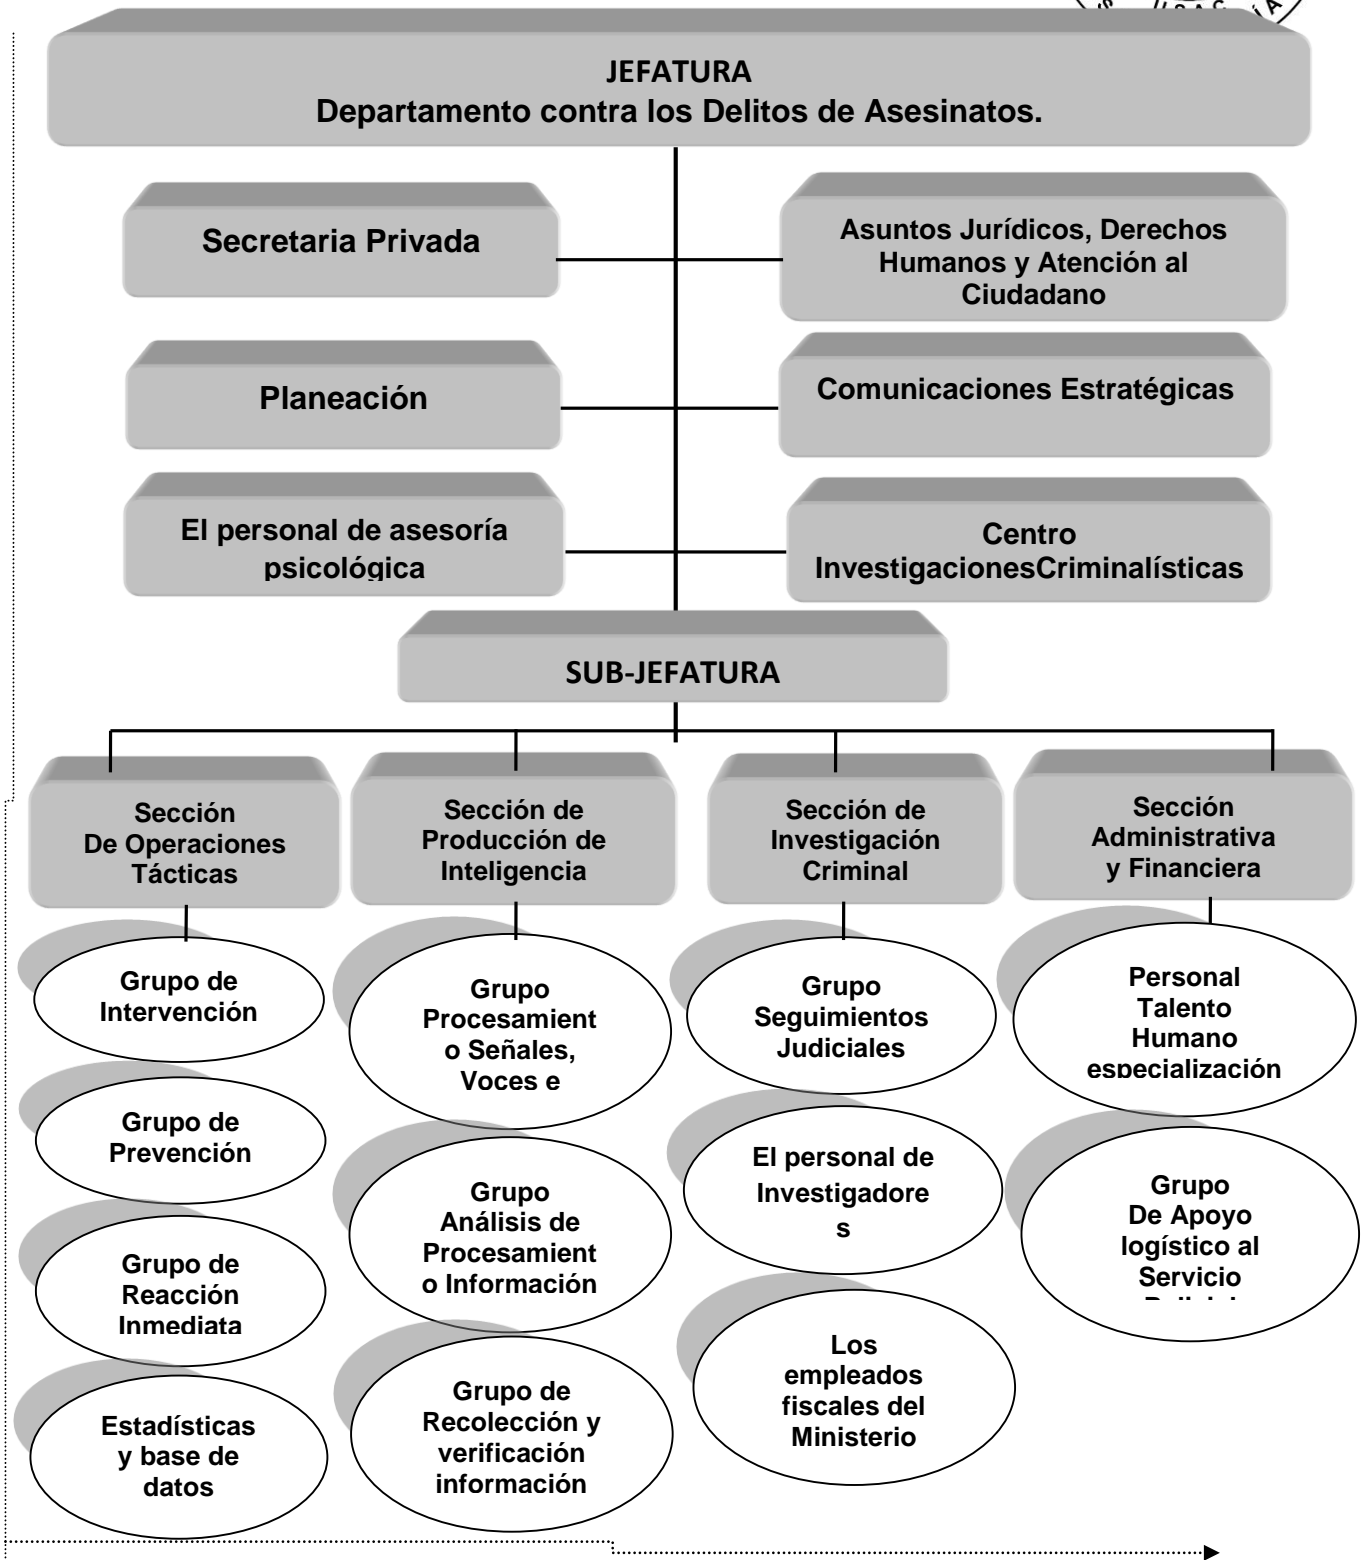 JEFATURA
Departamento contra los Delitos de Asesinatos.
Secretaria Privada
Asuntos Jurídicos, Derechos
Humanos y Atención al
Ciudadano
Planeación
Comunicaciones Estratégicas
El personal de asesoría
psicológica
Centro
InvestigacionesCriminalísticas
SUB-JEFATURA
Sección
De Operaciones
Tácticas
Sección de
Producción de
Inteligencia
Sección de
Investigación
Criminal
Sección
Administrativa
y Financiera
Grupo de
Intervención
Grupo de
Prevención
Grupo de
Reacción
Inmediata
Estadísticas
y base de
datos
Grupo
Procesamient
o Señales,
Voces e
Grupo
Análisis de
Procesamient
o Información
Grupo de
Recolección y
verificación
información
Grupo
Seguimientos
Judiciales
El personal de
Investigadore
s
Los
empleados
fiscales del
Ministerio
Personal
Talento
Humano
especialización
Grupo
De Apoyo
logístico al
Servicio